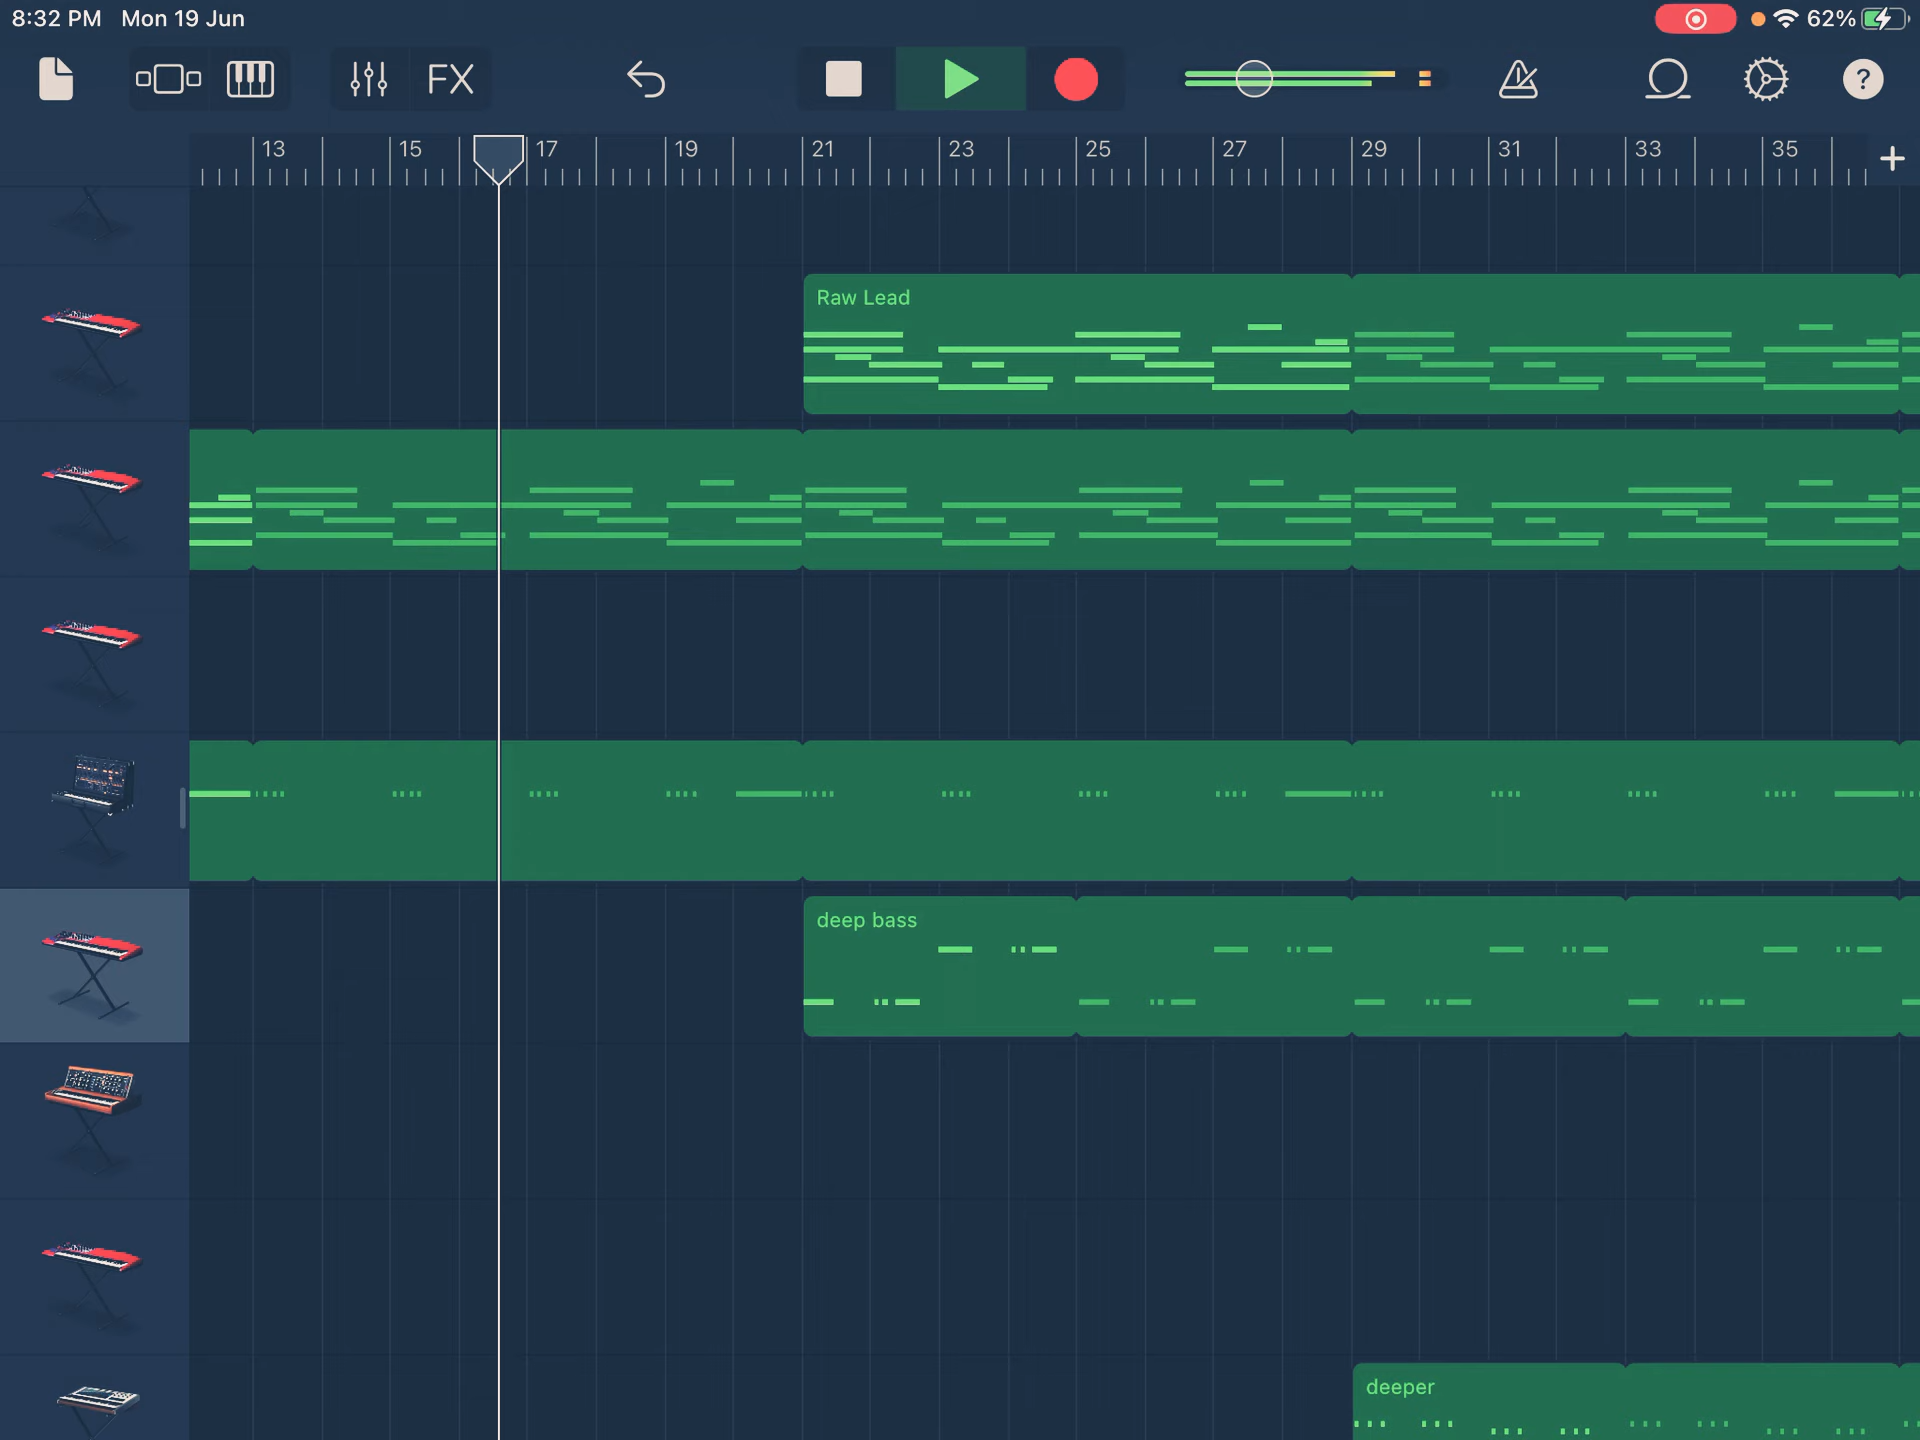 8:32 PM Mon 19 Jun
62%
FX
?
13 15 17 19 21 23 25 27 29 31 33 35 +
Raw Lead
deep bass
deeper